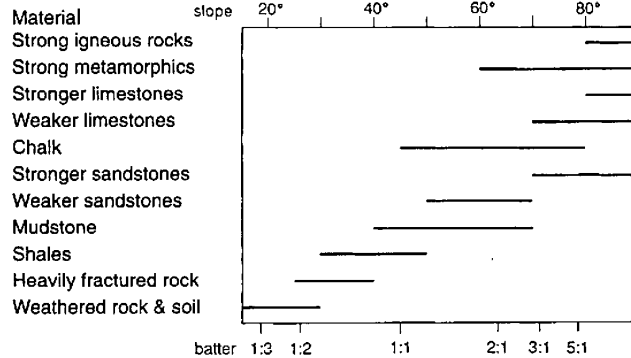 Material slope 20° 40° 60° 80°
Strong igneous rocks
Strong metamorphics
Stronger limestones
Weaker limestones
Chalk
Stronger sandstones
Weaker sandstones
Mudstone
Shales
Heavily fractured rock
Weathered rock & soil
batter 1:3 1:2 1:1 2:1 3:1 5:1